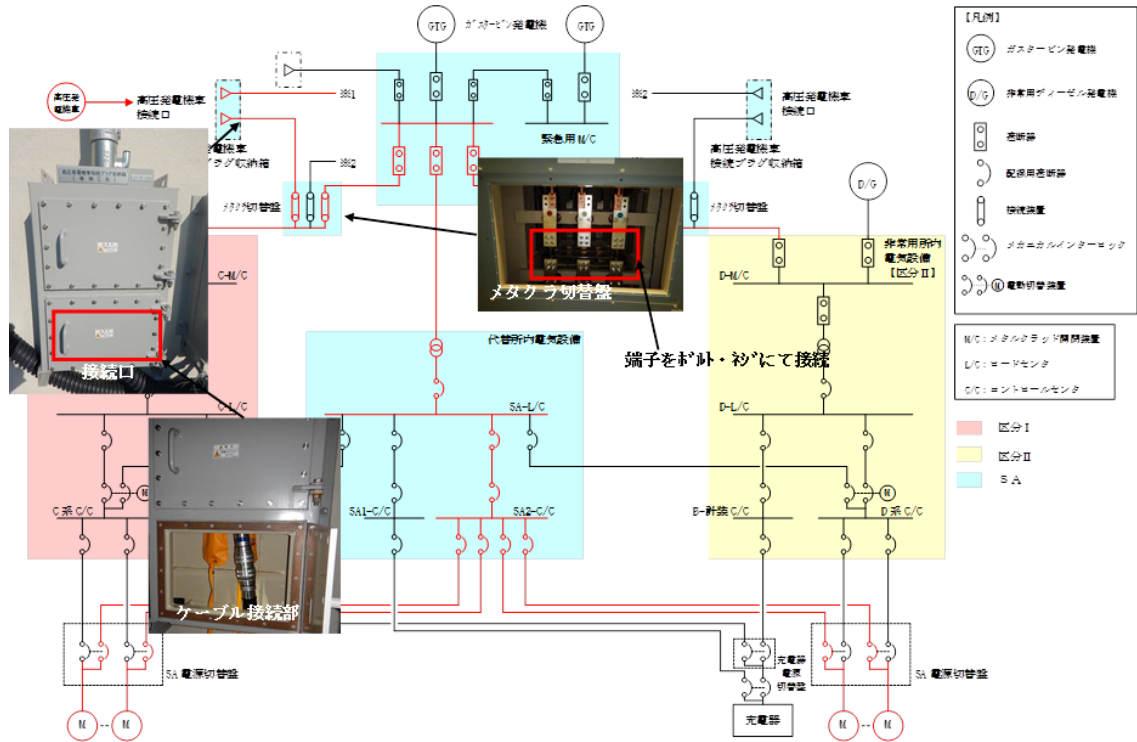 GTG
ガスタービン発電機
GTG
高圧発
電機車
高圧発電機車
接続口
※1
※2
高圧発電機車
接続口
緊急用M/C
発電機車
プラグ収納箱
※2
高圧発電機車
接続プラグ収納箱
メタクラ切替盤
メタクラ切替盤
D/G
非常用所内
電気設備
【区分Ⅱ】
C-M/C
D-M/C
メタクラ切替盤
代替所内電気設備
端子をボルト・ネジにて接続
接続口
C-L/C
SA-L/C
D-L/C
M
M
C系C/C
SA1-C/C
SA2-C/C
B-計装C/C
D系C/C
ケーブル接続部
SA電源切替盤
充電器
電源
切替盤
SA電源切替盤
M
M
充電器
M
M
【凡例】
GTG
ガスタービン発電機
D/G
非常用ディーゼル発電機
遮断器
配線用遮断器
接続装置
メカニカルインターロック
M
電動切替装置
M/C:メタルクラッド開閉装置
L/C:ロードセンタ
C/C:コントロールセンタ
区分Ⅰ
区分Ⅱ
SA